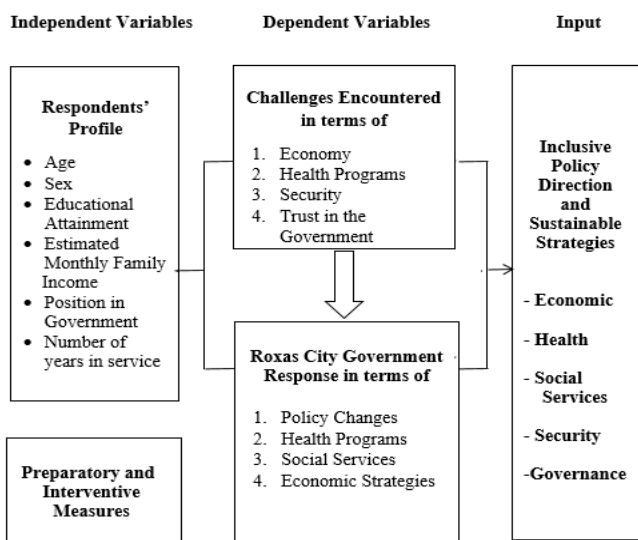 Independent Variables
Dependent Variables
Input
Respondents'
Profile
• Age
• Sex
• Educational
Attainment
• Estimated
Monthly Family
Income
• Position in
Government
• Number of
years in service
Preparatory and
Interventive
Measures
Challenges Encountered
in terms of
1. Economy
2. Health Programs
3. Security
4. Trust in the
Government
Roxas City Government
Response in terms of
1. Policy Changes
2. Health Programs
3. Social Services
4. Economic Strategies
Inclusive
Policy
Direction
and
Sustainable
Strategies
- Economic
- Health
- Social
Services
- Security
-Governance